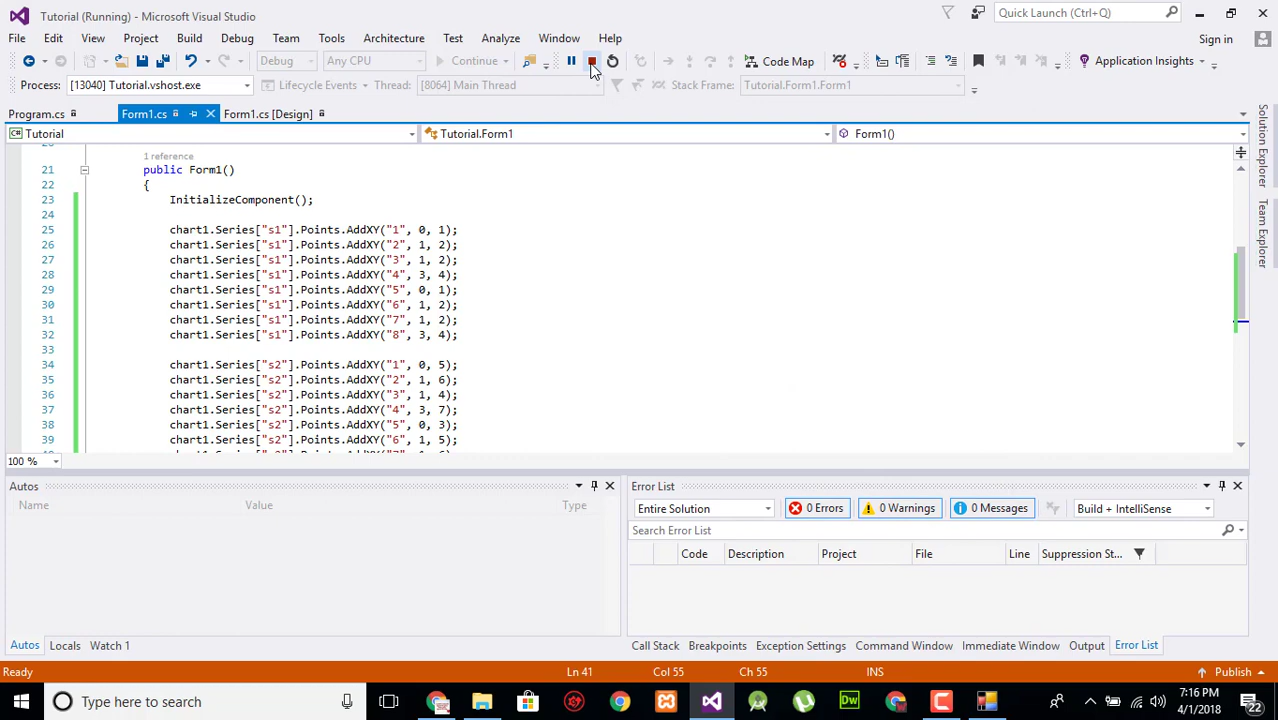 Tutorial (Running) - Microsoft Visual Studio
Quick Launch (Ctrl+Q)
File Edit View Project Build Debug Team Tools Architecture Test Analyze Window Help
Sign in
Debug Any CPU Continue Code Map Application Insights
Process: [13040] Tutorial.vshost.exe Lifecycle Events Thread: [8064] Main Thread Stack Frame: Tutorial.Form1.Form1
Program.cs Form1.cs Form1.cs [Design]
Tutorial Tutorial.Form1 Form1()
Solution Explorer
Team Explorer
1 reference
21 public Form1()
22 {
23 InitializeComponent();
24
25 chart1.Series["s1"].Points.AddXY("1", 0, 1);
26 chart1.Series["s1"].Points.AddXY("2", 1, 2);
27 chart1.Series["s1"].Points.AddXY("3", 1, 2);
28 chart1.Series["s1"].Points.AddXY("4", 3, 4);
29 chart1.Series["s1"].Points.AddXY("5", 0, 1);
30 chart1.Series["s1"].Points.AddXY("6", 1, 2);
31 chart1.Series["s1"].Points.AddXY("7", 1, 2);
32 chart1.Series["s1"].Points.AddXY("8", 3, 4);
33
34 chart1.Series["s2"].Points.AddXY("1", 0, 5);
35 chart1.Series["s2"].Points.AddXY("2", 1, 6);
36 chart1.Series["s2"].Points.AddXY("3", 1, 4);
37 chart1.Series["s2"].Points.AddXY("4", 3, 7);
38 chart1.Series["s2"].Points.AddXY("5", 0, 3);
39 chart1.Series["s2"].Points.AddXY("6", 1, 5);
100 %
Autos
Name Value Type
Error List
Entire Solution 0 Errors 0 Warnings 0 Messages Build + IntelliSense
Search Error List
Code Description Project File Line Suppression St...
Autos Locals Watch 1
Call Stack Breakpoints Exception Settings Command Window Immediate Window Output Error List
Ready Ln 41 Col 55 Ch 55 INS Publish
Type here to search
Dw
7:16 PM
4/1/2018
22